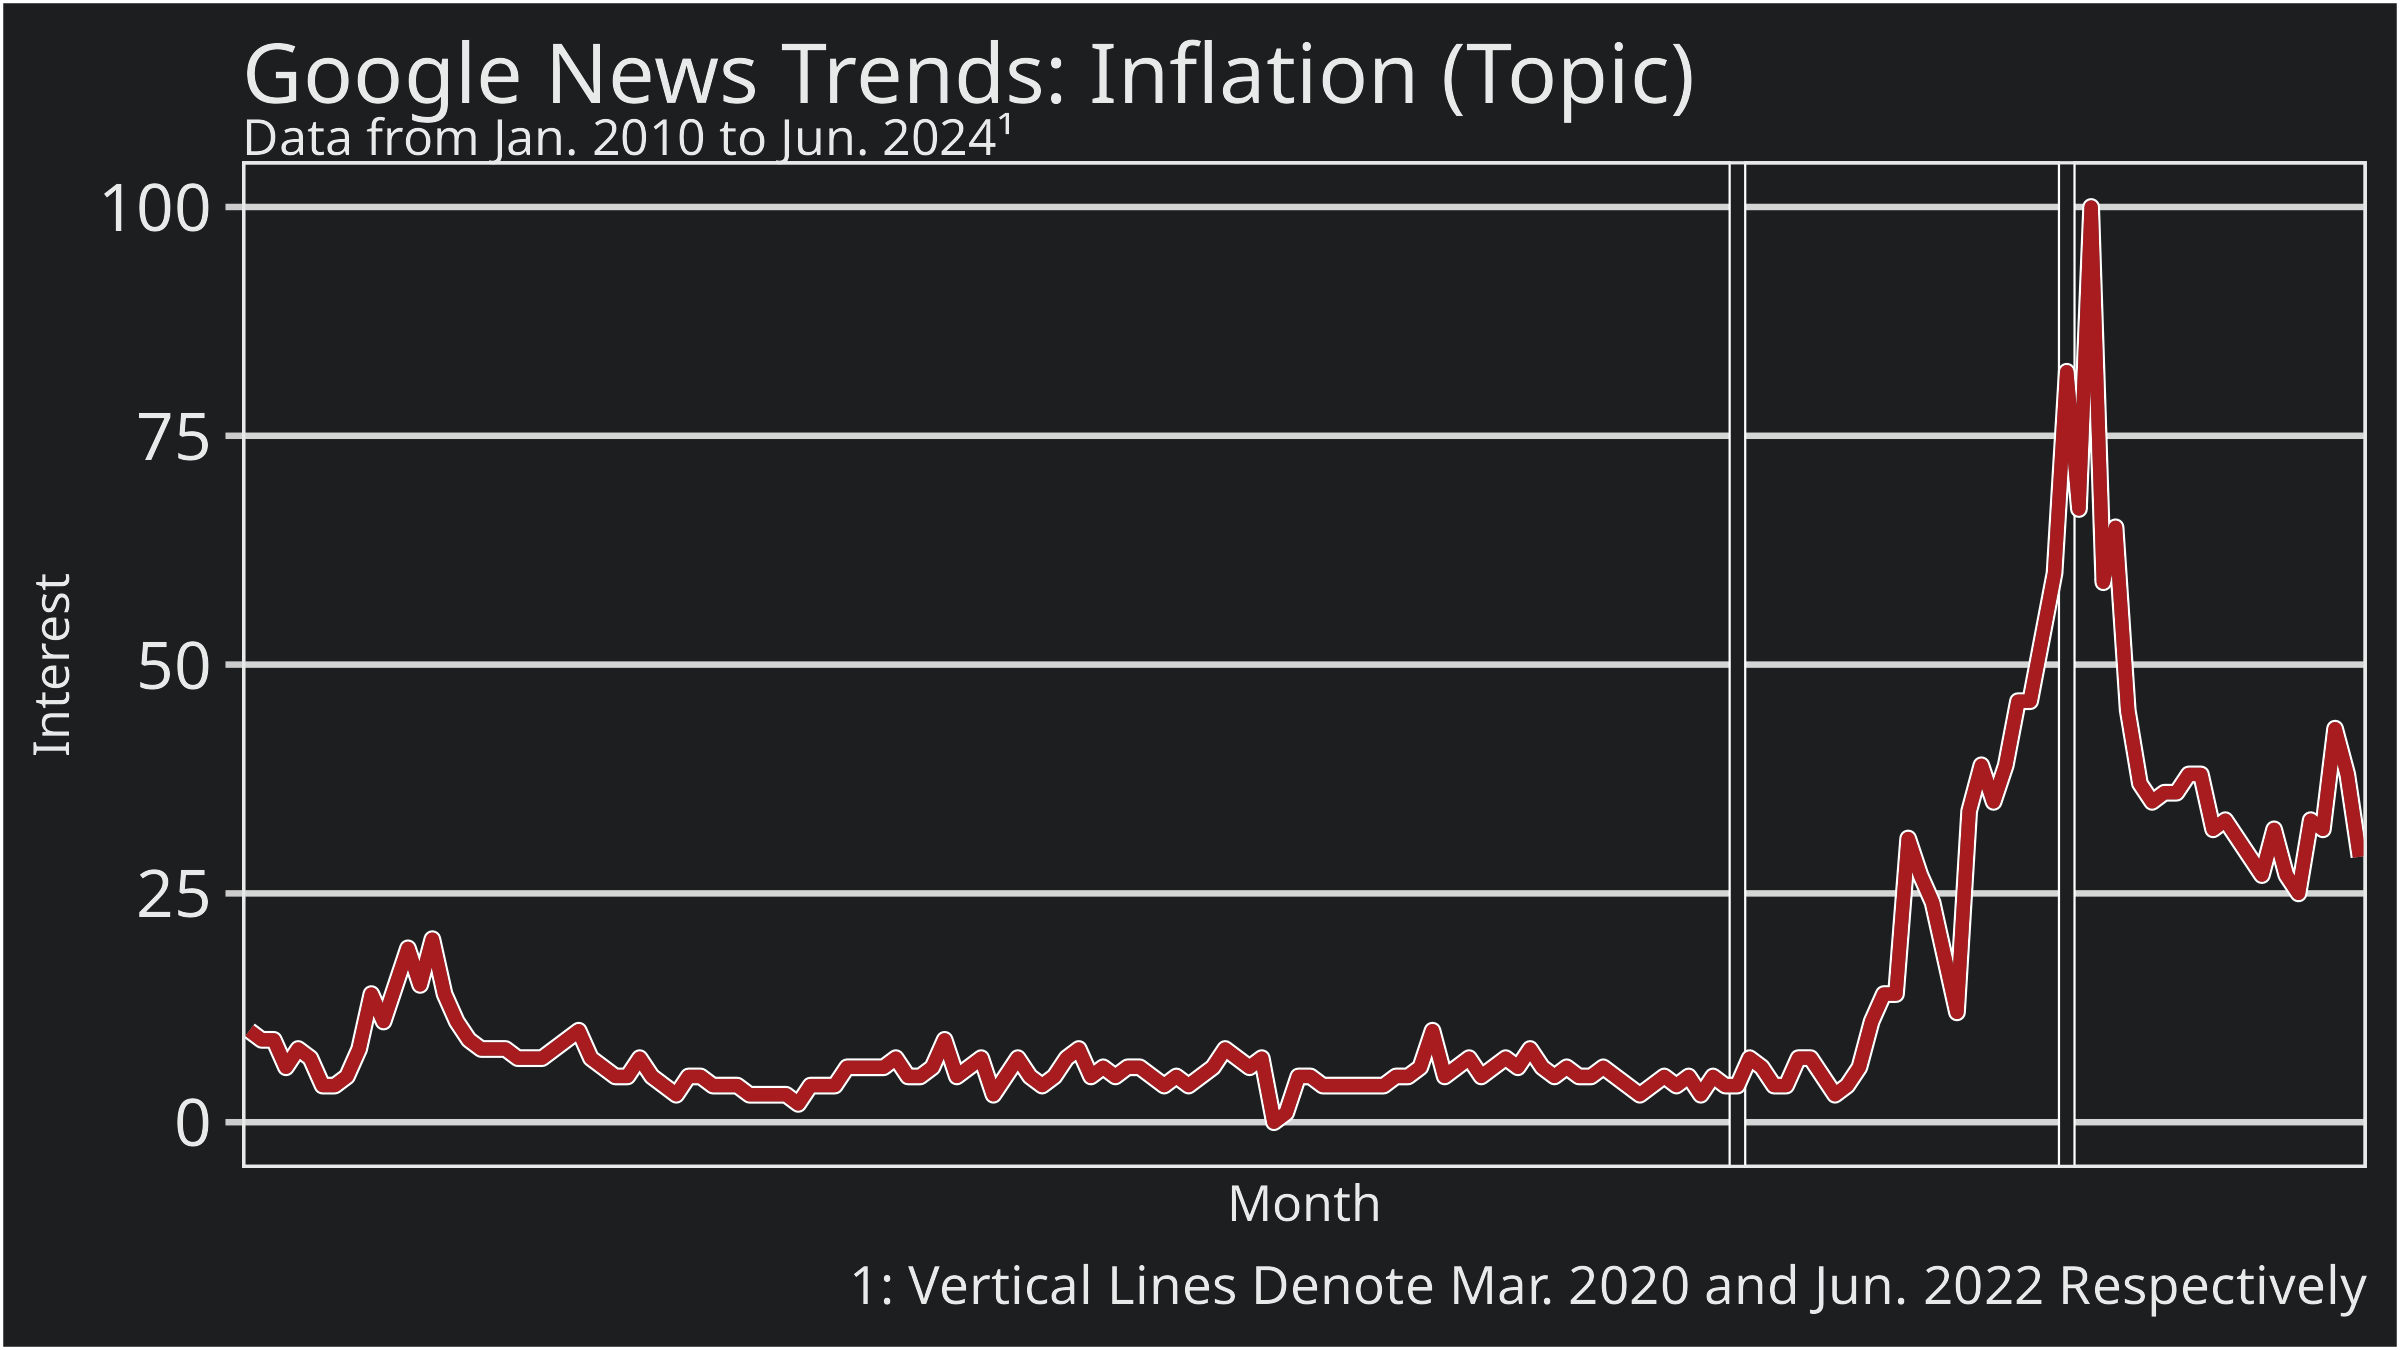 Google News Trends: Inflation (Topic)
Data from Jan. 2010 to Jun. 2024¹
100
75
50
25
0
Interest
Month
1: Vertical Lines Denote Mar. 2020 and Jun. 2022 Respectively